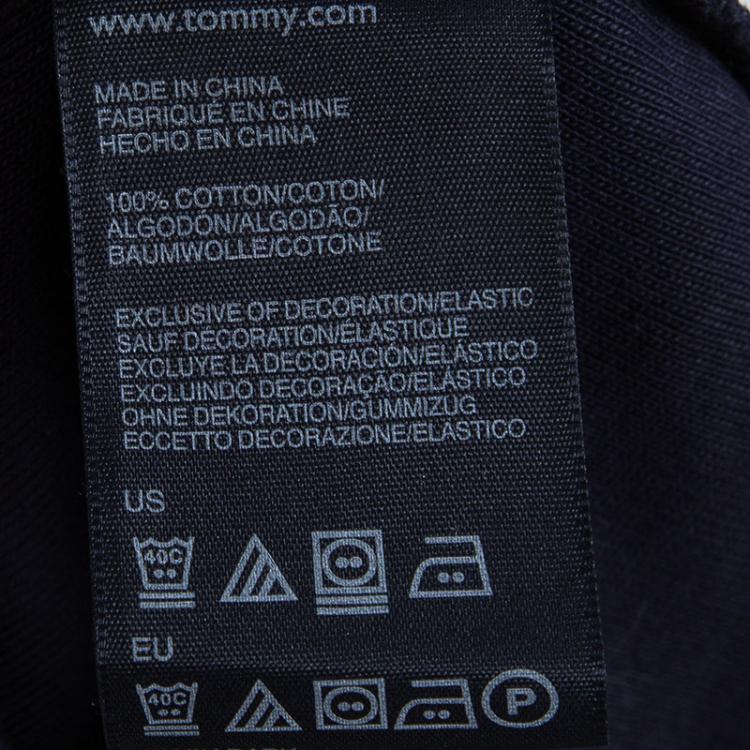 www.tommy.com
MADE IN CHINA
FABRIQUÉ EN CHINE
HECHO EN CHINA
100% COTTON/COTON/
ALGODÓN/ALGODÃO/
BAUMWOLLE/COTONE
EXCLUSIVE OF DECORATION/ELASTIC
SAUF DÉCORATION/ÉLASTIQUE
EXCLUYE LA DECORACIÓN/ELÁSTICO
EXCLUINDO DECORAÇÃO/ELÁSTICO
OHNE DEKORATION/GUMMIZUG
ECCETTO DECORAZIONE/ELASTICO
US
40C
EU
40C P